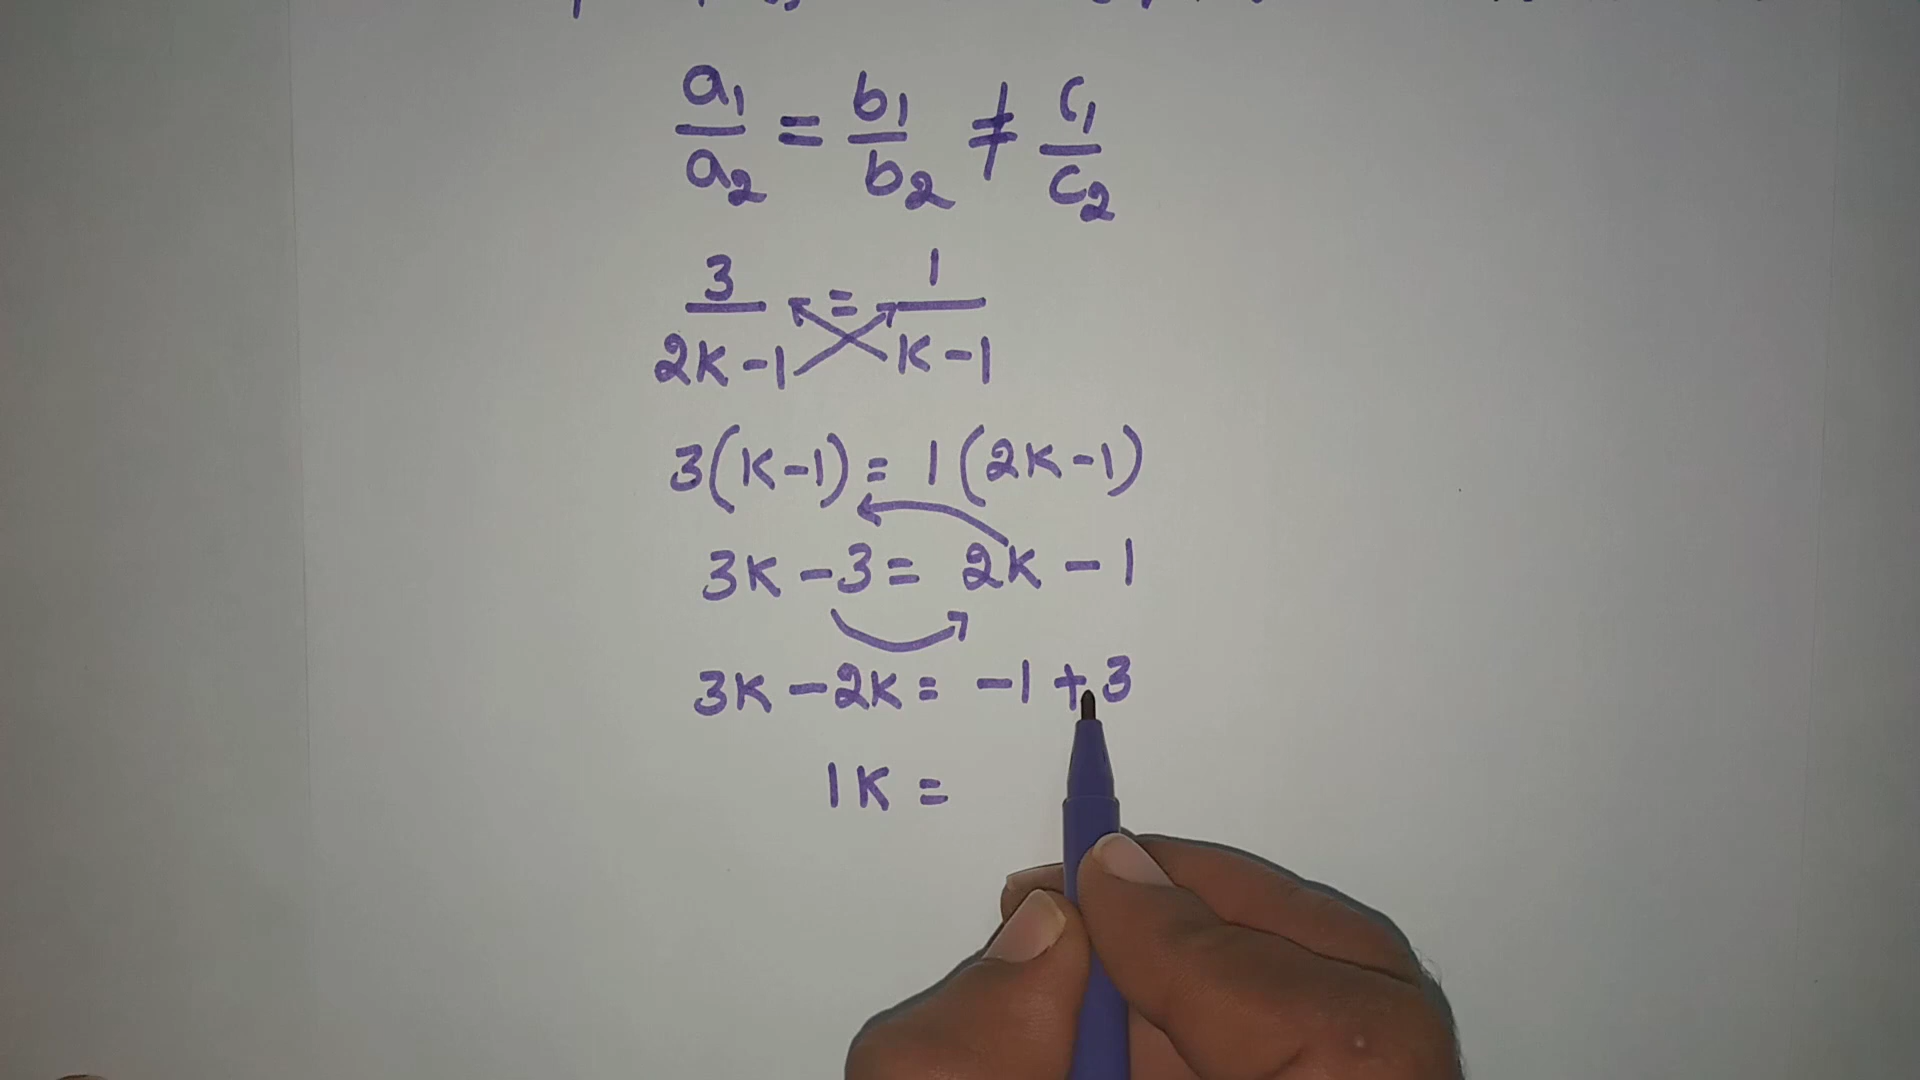 a₁/a₂ = b₁/b₂ ≠ c₁/c₂
3/2K-1 = 1/K-1
3(K-1) = 1(2K-1)
3K - 3 = 2K - 1
3K - 2K = -1 + 3
1K =